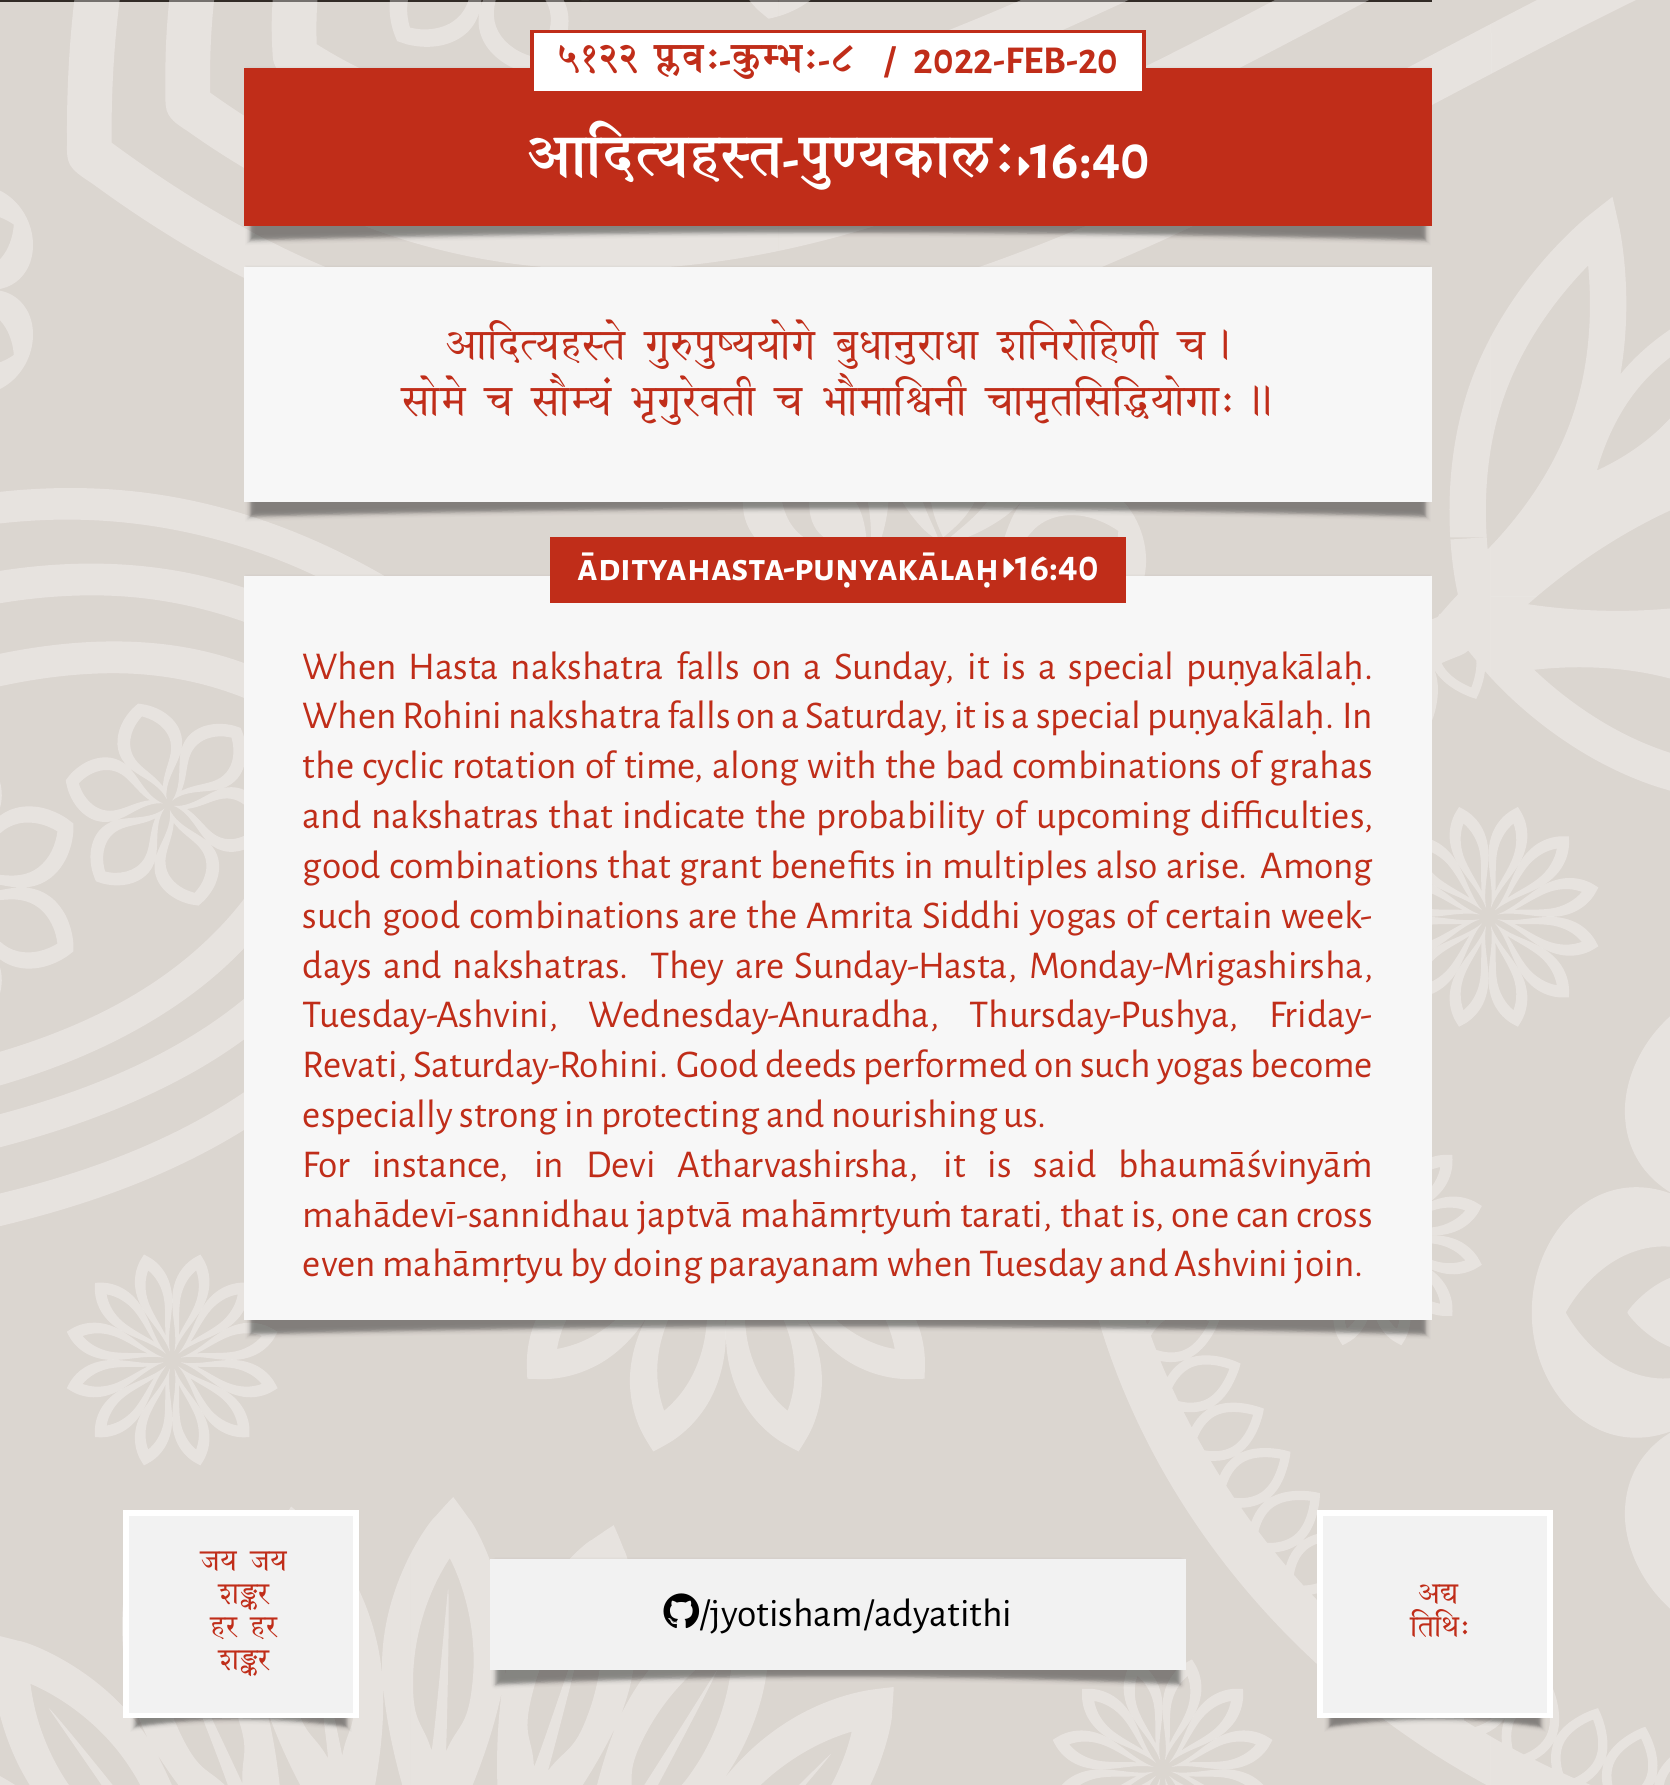 ५१२२ प्लवः-कुम्भः-८ / 2022-FEB-20
आदित्यहस्त-पुण्यकालः▸16:40
आदित्यहस्ते गुरुपुष्ययोगे बुधानुराधा शनिरोहिणी च।
सोमे च सौम्यं भृगुरेवती च भौमाश्विनी चामृतसिद्धियोगाः ॥
ĀDITYAHASTA-PUṆYAKĀLAḤ▸16:40
When Hasta nakshatra falls on a Sunday, it is a special puṇyakālaḥ.
When Rohini nakshatra falls on a Saturday, it is a special puṇyakālaḥ. In
the cyclic rotation of time, along with the bad combinations of grahas
and nakshatras that indicate the probability of upcoming difficulties,
good combinations that grant benefits in multiples also arise. Among
such good combinations are the Amrita Siddhi yogas of certain week-
days and nakshatras. They are Sunday-Hasta, Monday-Mrigashirsha,
Tuesday-Ashvini, Wednesday-Anuradha, Thursday-Pushya, Friday-
Revati, Saturday-Rohini. Good deeds performed on such yogas become
especially strong in protecting and nourishing us.
For instance, in Devi Atharvashirsha, it is said bhaumāśvinyāṁ
mahādevī-sannidhau japtvā mahāmṛtyuṁ tarati, that is, one can cross
even mahāmṛtyu by doing parayanam when Tuesday and Ashvini join.
जय जय
शङ्कर
हर हर
शङ्कर
/jyotisham/adyatithi
अद्य
तिथिः